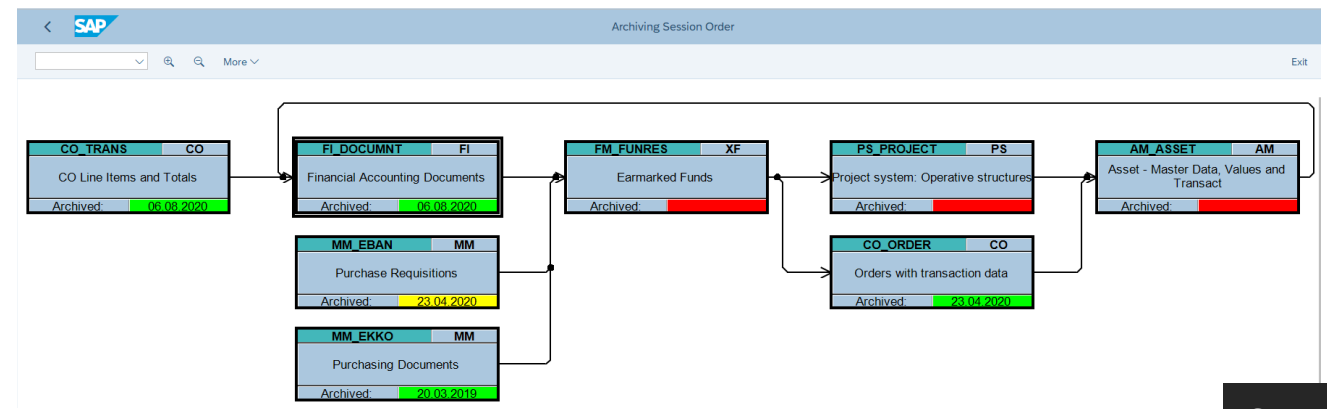 SAP
Archiving Session Order
More
Exit
CO_TRANS CO
CO Line Items and Totals
Archived: 06.08.2020
FI_DOCUMNT FI
Financial Accounting Documents
Archived: 06.08.2020
FM_FUNRES XF
Earmarked Funds
Archived:
PS_PROJECT PS
Project system: Operative structures
Archived:
AM_ASSET AM
Asset - Master Data, Values and
Transact
Archived:
MM_EBAN MM
Purchase Requisitions
Archived: 23.04.2020
CO_ORDER CO
Orders with transaction data
Archived: 23.04.2020
MM_EKKO MM
Purchasing Documents
Archived: 20.03.2019